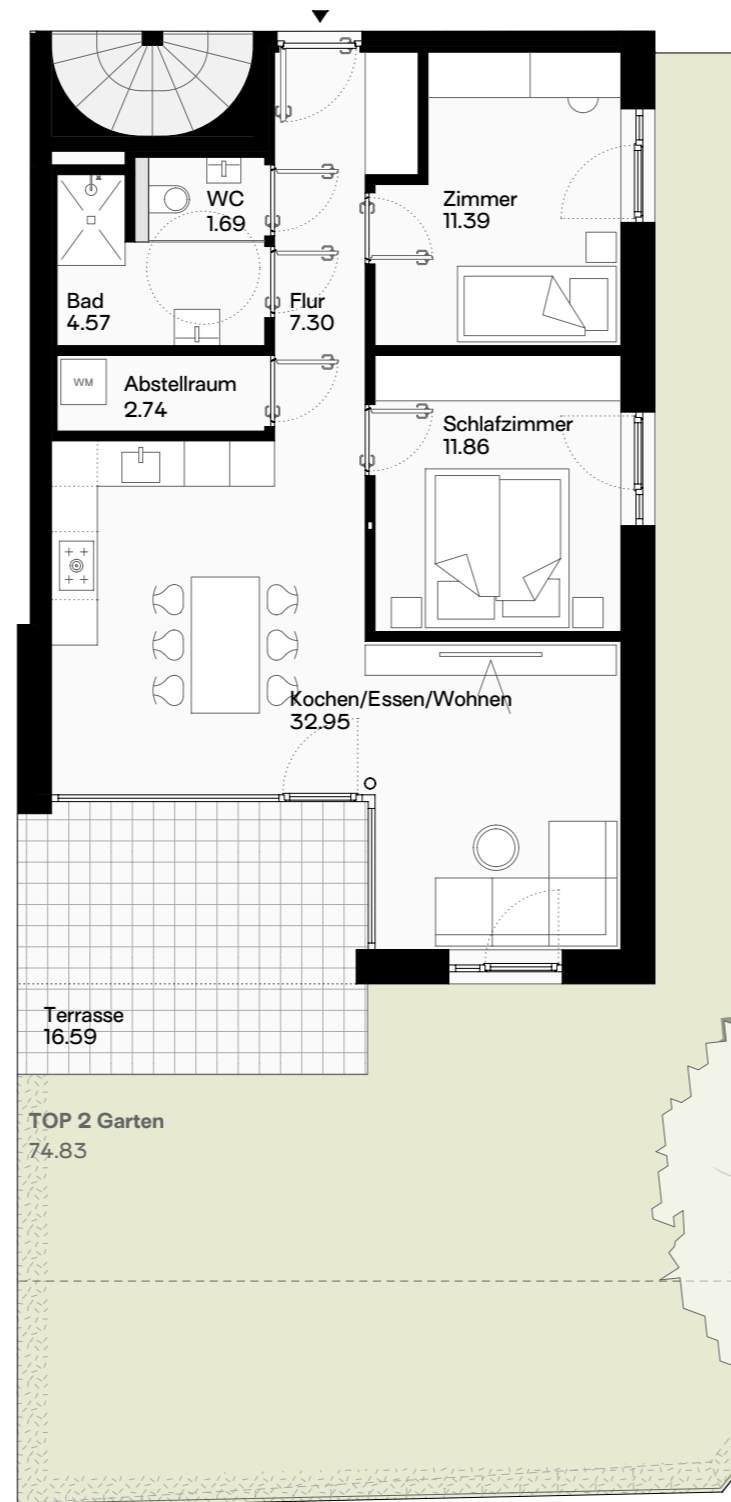 WC
1.69
Zimmer
11.39
Bad
4.57
Flur
7.30
WM
Abstellraum
2.74
Schlafzimmer
11.86
Kochen/Essen/Wohnen
32.95
Terrasse
16.59
TOP 2 Garten
74.83